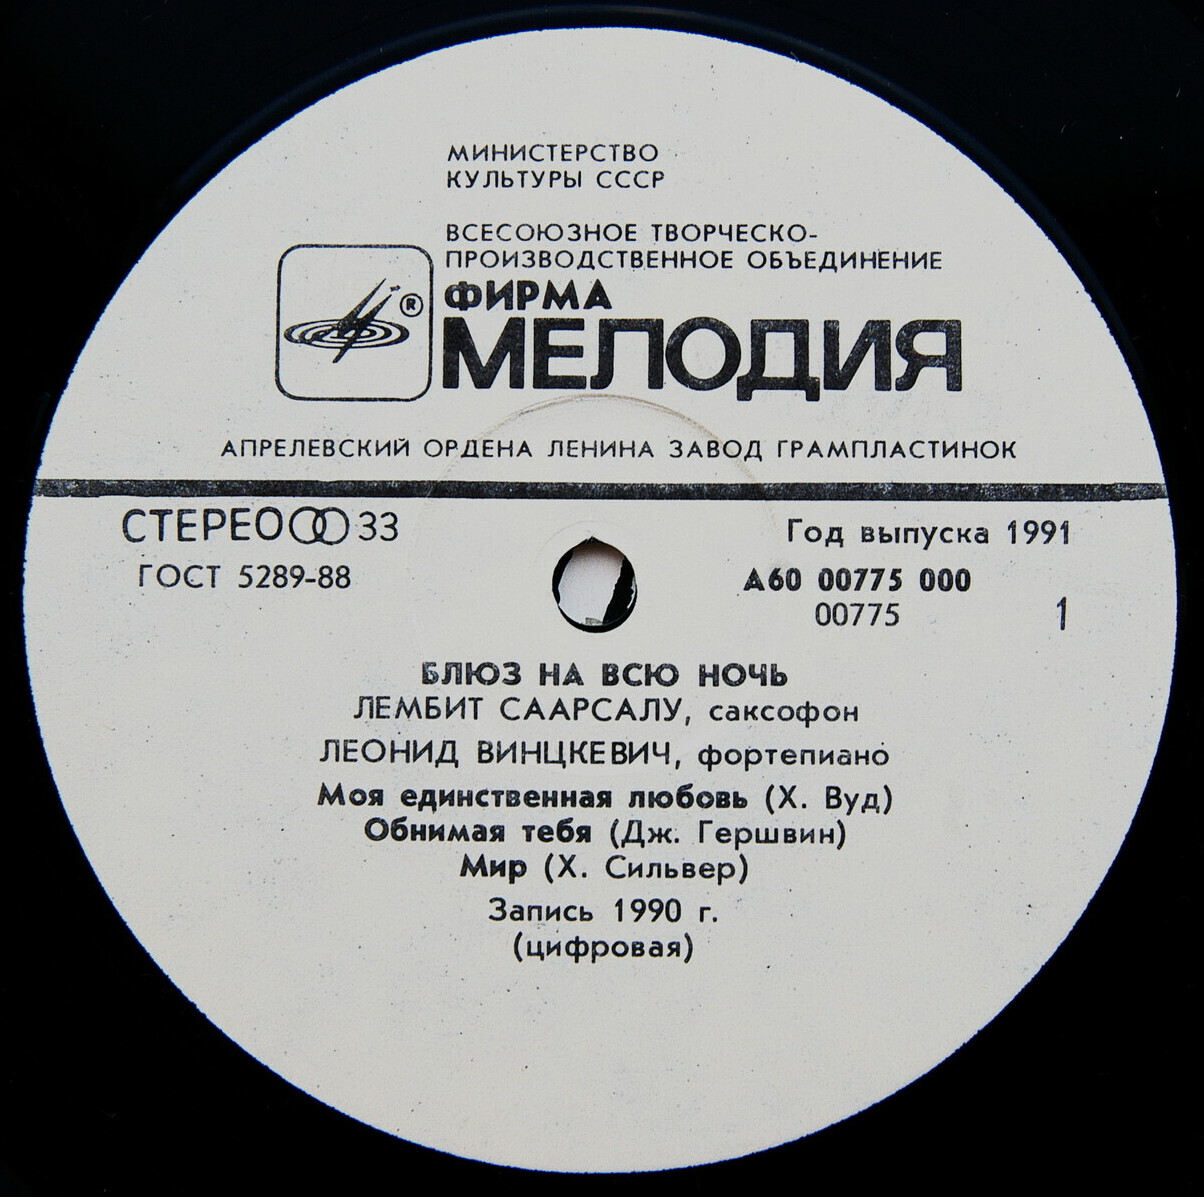 МИНИСТЕРСТВО
КУЛЬТУРЫ СССР
ВСЕСОЮЗНОЕ ТВОРЧЕСКО-
ПРОИЗВОДСТВЕННОЕ ОБЪЕДИНЕНИЕ
ФИРМА
®
МЕЛОДИЯ
АПРЕЛЕВСКИЙ ОРДЕНА ЛЕНИНА ЗАВОД ГРАМПЛАСТИНОК
СТЕРЕО 33
Год выпуска 1991
ГОСТ 5289-88
А60 00775 000
00775
1
БЛЮЗ НА ВСЮ НОЧЬ
ЛЕМБИТ СААРСАЛУ, саксофон
ЛЕОНИД ВИНЦКЕВИЧ, фортепиано
Моя единственная любовь (Х. Вуд)
Обнимая тебя (Дж. Гершвин)
Мир (Х. Сильвер)
Запись 1990 г.
(цифровая)